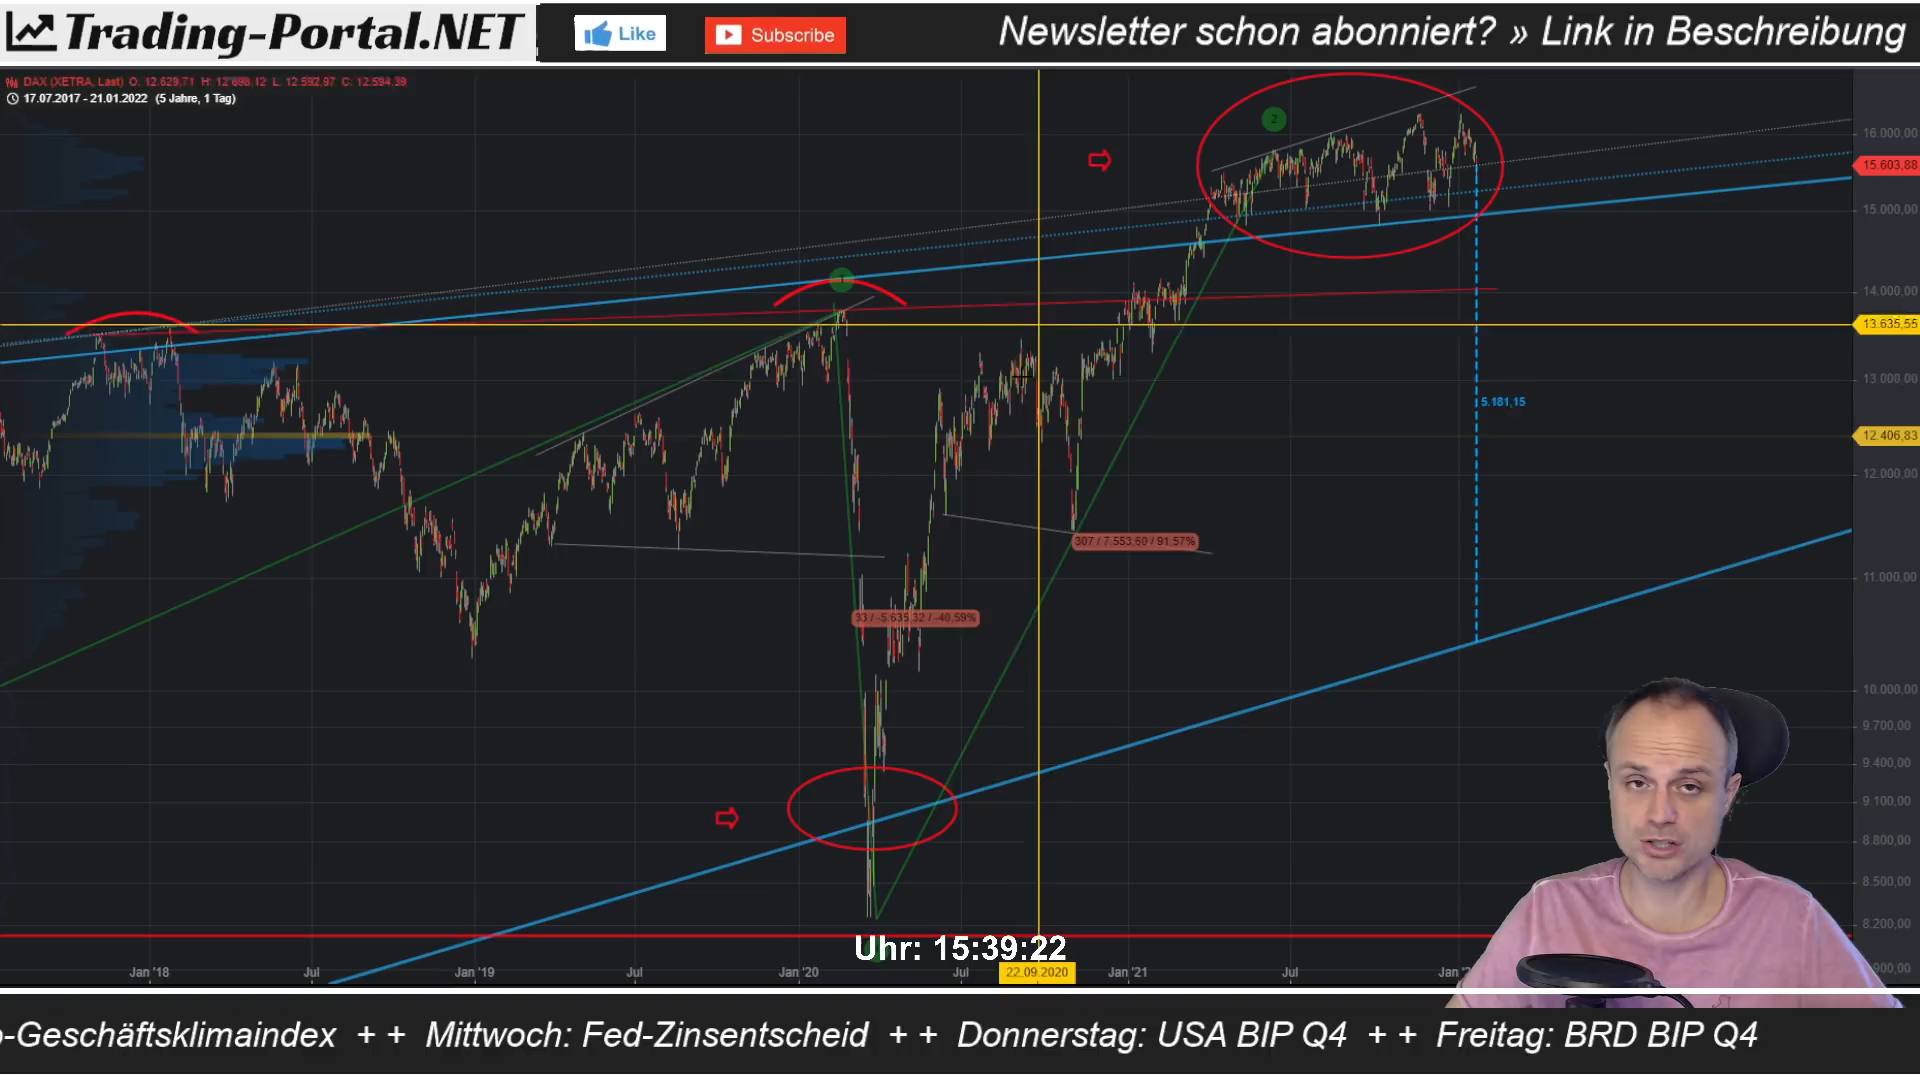 Trading-Portal.NET
Like
Subscribe
Newsletter schon abonniert? » Link in Beschreibung
DAX (XETRA, Last) O: 12.629,71 H: 12.698,12 L: 12.592,97 C: 12.594,39
17.07.2017 - 21.01.2022 (5 Jahre, 1 Tag)
2
16.000,00
15.603,88
15.000,00
14.000,00
13.635,55
13.000,00
5.181,15
12.406,83
12.000,00
307 / 7.553,60 / 91,57%
11.000,00
33 / -5.635,32 / -40,59%
10.000,00
9.700,00
9.400,00
9.100,00
8.800,00
8.500,00
8.200,00
Uhr: 15:39:22
Jan '18
Jul
Jan '19
Jul
Jan '20
Jul
22.09.2020
Jan '21
Jul
-Geschäftsklimaindex + + Mittwoch: Fed-Zinsentscheid + + Donnerstag: USA BIP Q4 + + Freitag: BRD BIP Q4